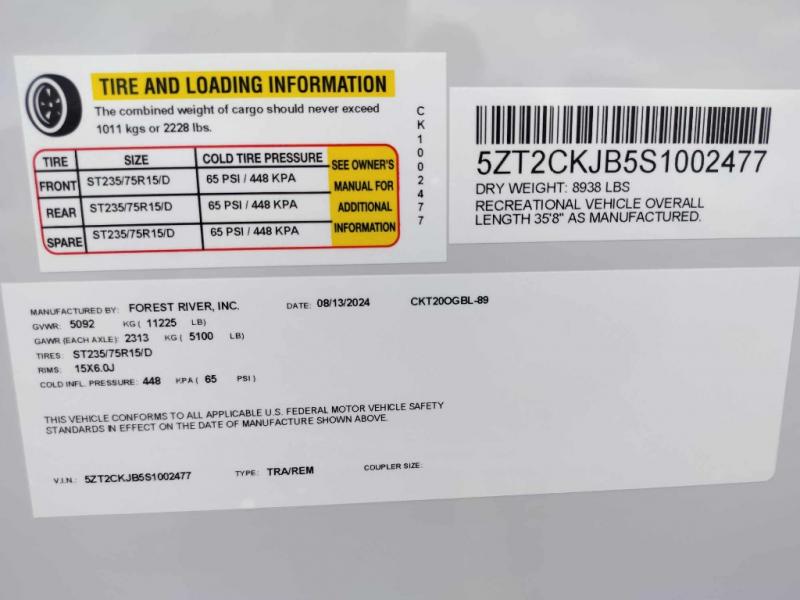 TIRE AND LOADING INFORMATION
The combined weight of cargo should never exceed
1011 kgs or 2228 lbs.
TIRE SIZE COLD TIRE PRESSURE
FRONT ST235/75R15/D 65 PSI / 448 KPA
REAR ST235/75R15/D 65 PSI / 448 KPA
SPARE ST235/75R15/D 65 PSI / 448 KPA
SEE OWNER'S
MANUAL FOR
ADDITIONAL
INFORMATION
CK1002477
5ZT2CKJB5S1002477
DRY WEIGHT: 8938 LBS
RECREATIONAL VEHICLE OVERALL
LENGTH 35'8" AS MANUFACTURED.
MANUFACTURED BY: FOREST RIVER, INC. DATE: 08/13/2024 CKT20OGBL-89
GVWR: 5092 KG ( 11225 LB)
GAWR (EACH AXLE): 2313 KG ( 5100 LB)
TIRES: ST235/75R15/D
RIMS: 15X6.0J
COLD INFL. PRESSURE: 448 KPA ( 65 PSI )
THIS VEHICLE CONFORMS TO ALL APPLICABLE U.S. FEDERAL MOTOR VEHICLE SAFETY
STANDARDS IN EFFECT ON THE DATE OF MANUFACTURE SHOWN ABOVE.
V.I.N.: 5ZT2CKJB5S1002477 TYPE: TRA/REM COUPLER SIZE: